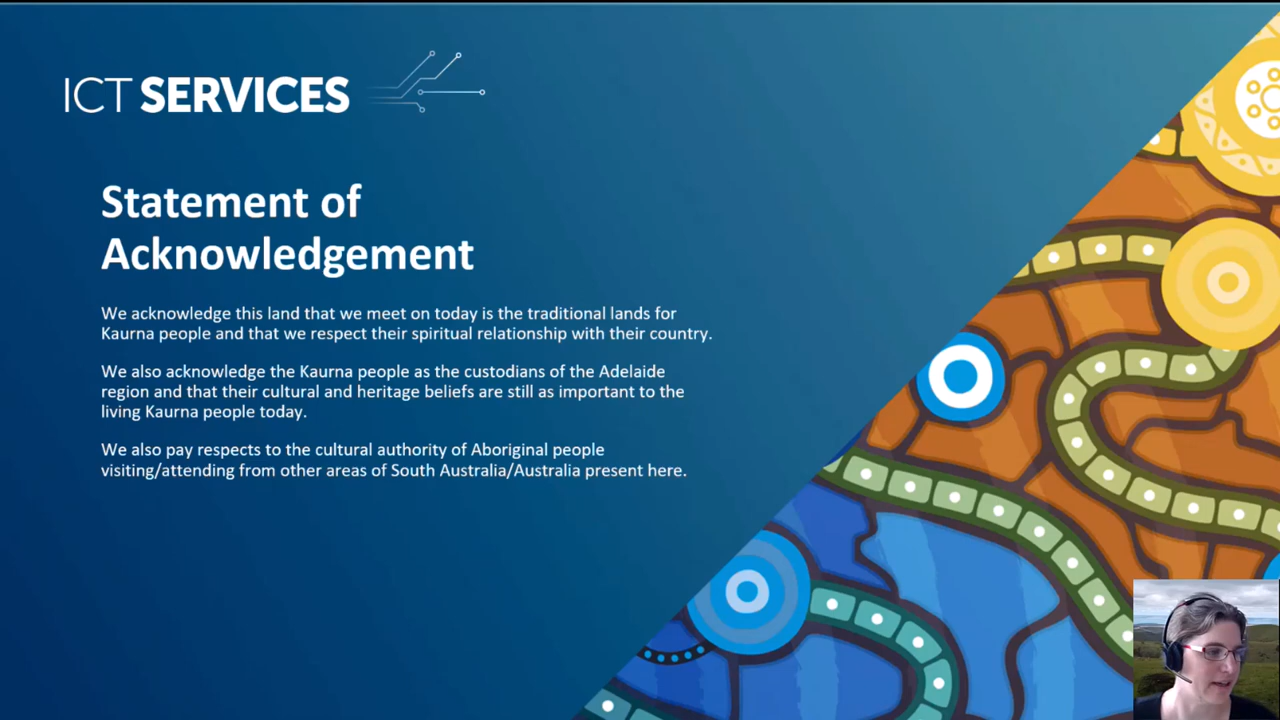 ICT SERVICES
Statement of
Acknowledgement
We acknowledge this land that we meet on today is the traditional lands for
Kaurna people and that we respect their spiritual relationship with their country.
We also acknowledge the Kaurna people as the custodians of the Adelaide
region and that their cultural and heritage beliefs are still as important to the
living Kaurna people today.
We also pay respects to the cultural authority of Aboriginal people
visiting/attending from other areas of South Australia/Australia present here.